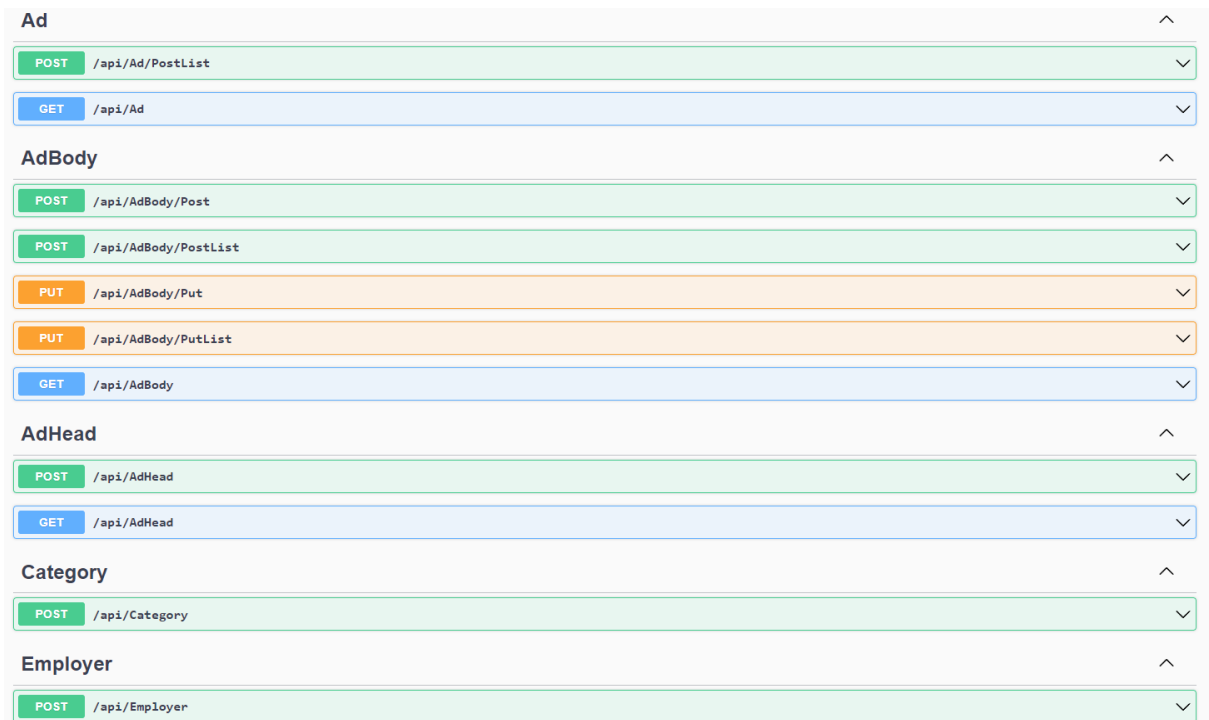 Ad
POST /api/Ad/PostList
GET /api/Ad
AdBody
POST /api/AdBody/Post
POST /api/AdBody/PostList
PUT /api/AdBody/Put
PUT /api/AdBody/PutList
GET /api/AdBody
AdHead
POST /api/AdHead
GET /api/AdHead
Category
POST /api/Category
Employer
POST /api/Employer